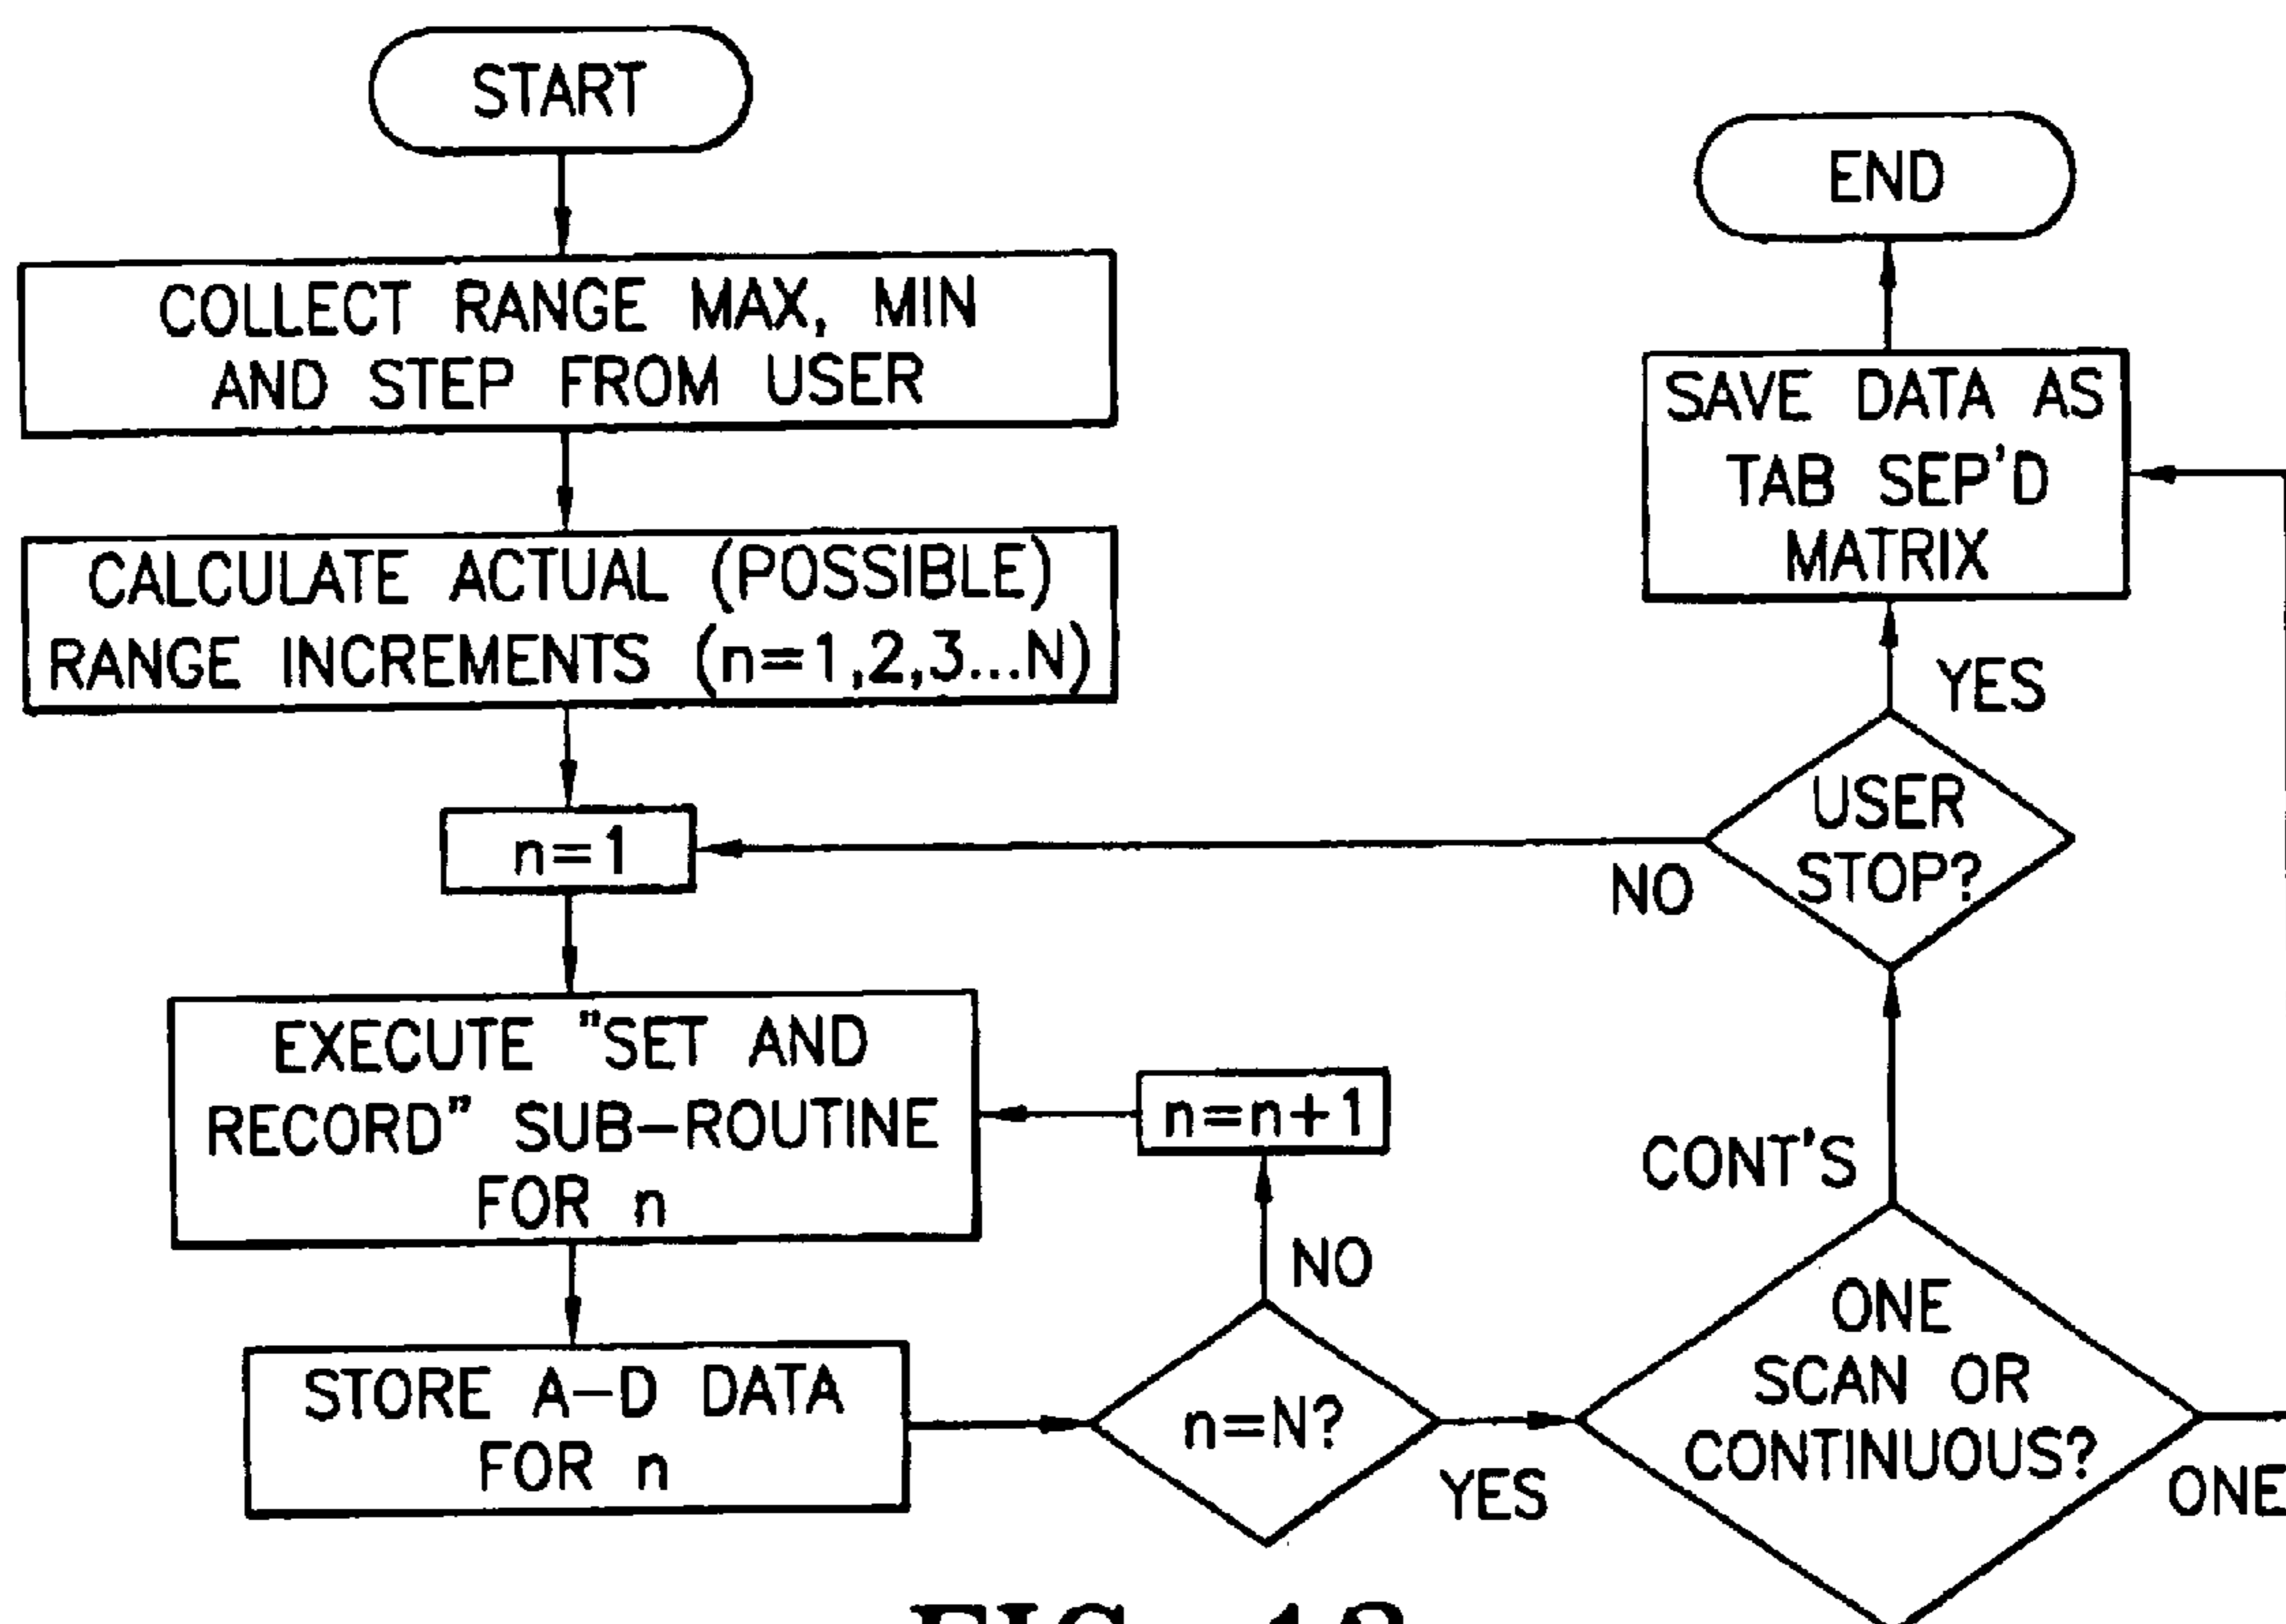 START
COLLECT RANGE MAX, MIN
AND STEP FROM USER
CALCULATE ACTUAL (POSSIBLE)
RANGE INCREMENTS (n=1,2,3...N)
n=1
EXECUTE "SET AND
RECORD" SUB-ROUTINE
FOR n
STORE A-D DATA
FOR n
n=N?
NO
n=n+1
YES
ONE
SCAN OR
CONTINUOUS?
ONE
CONT'S
USER
STOP?
NO
YES
SAVE DATA AS
TAB SEP'D
MATRIX
END
FIG.